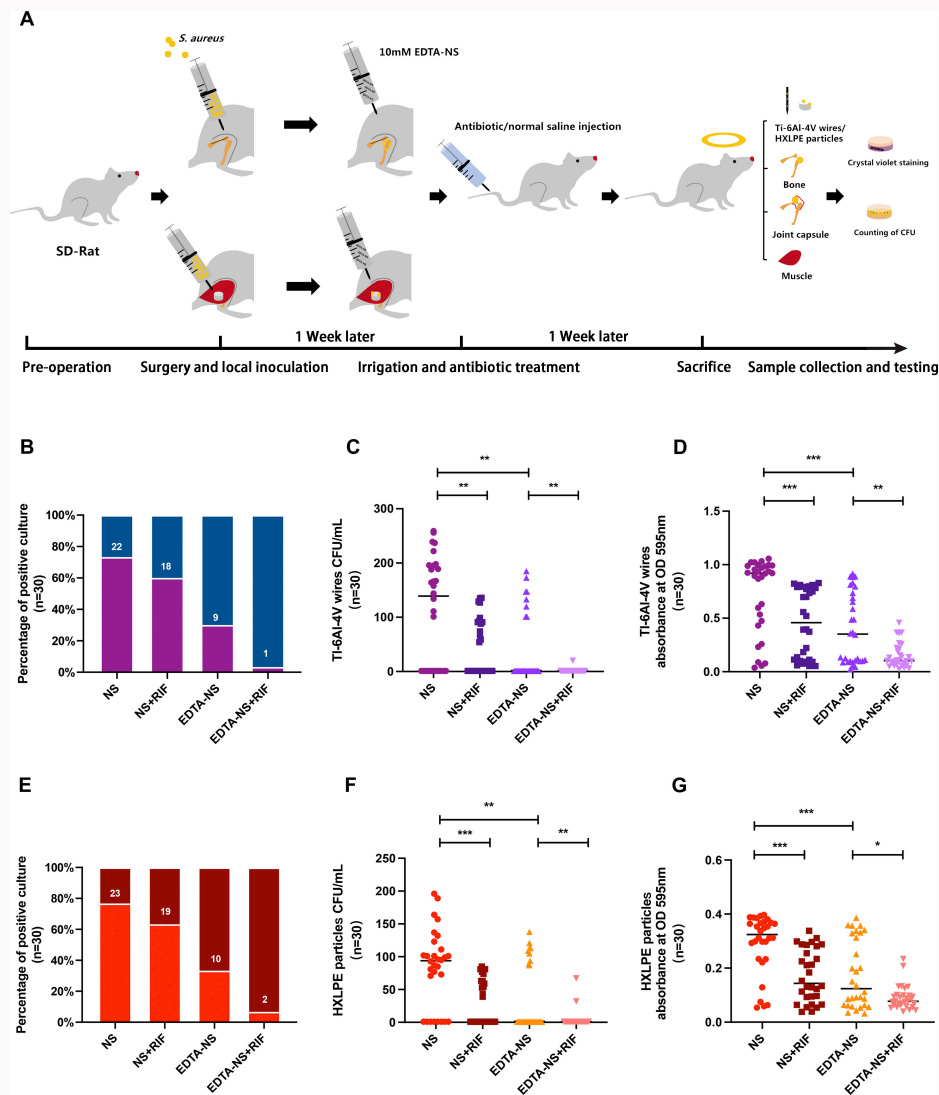 A
S. aureus
10mM EDTA-NS
Antibiotic/normal saline injection
Ti-6Al-4V wires/
HXLPE particles
Crystal violet staining
Bone
Joint capsule
Counting of CFU
Muscle
SD-Rat
1 Week later
1 Week later
Pre-operation
Surgery and local inoculation
Irrigation and antibiotic treatment
Sacrifice
Sample collection and testing
B
Percentage of positive culture
(n=30)
100%
80%
60%
40%
20%
0%
22
18
9
1
NS
NS+RIF
EDTA-NS
EDTA-NS+RIF
C
TI-6Al-4V wires CFU/mL
(n=30)
300
200
100
0
**
**
**
NS
NS+RIF
EDTA-NS
EDTA-NS+RIF
D
TI-6Al-4V wires
absorbance at OD 595nm
(n=30)
1.5
1.0
0.5
0.0
***
***
**
NS
NS+RIF
EDTA-NS
EDTA-NS+RIF
E
Percentage of positive culture
(n=30)
100%
80%
60%
40%
20%
0%
23
19
10
2
NS
NS+RIF
EDTA-NS
EDTA-NS+RIF
F
HXLPE particles CFU/mL
(n=30)
250
200
150
100
50
0
**
***
**
NS
NS+RIF
EDTA-NS
EDTA-NS+RIF
G
HXLPE particles
absorbance at OD 595nm
(n=30)
0.6
0.4
0.2
0.0
***
***
*
NS
NS+RIF
EDTA-NS
EDTA-NS+RIF